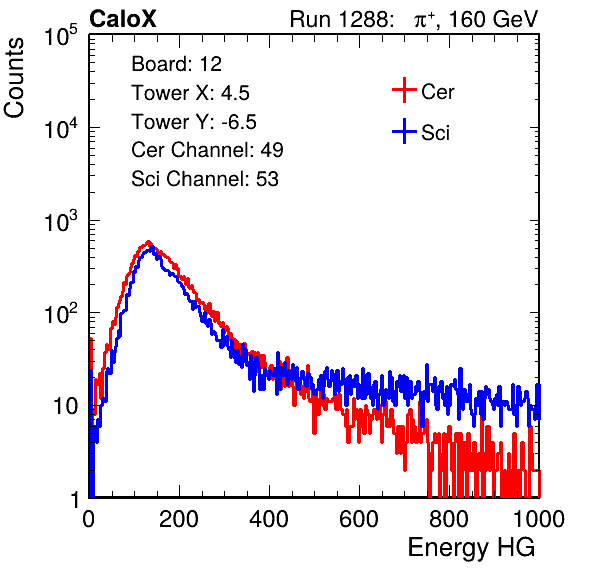 CaloX Run 1288: π⁺, 160 GeV
Counts
Board: 12
Tower X: 4.5
Tower Y: -6.5
Cer Channel: 49
Sci Channel: 53
Cer
Sci
10⁵
10⁴
10³
10²
10
1
0 200 400 600 800 1000
Energy HG